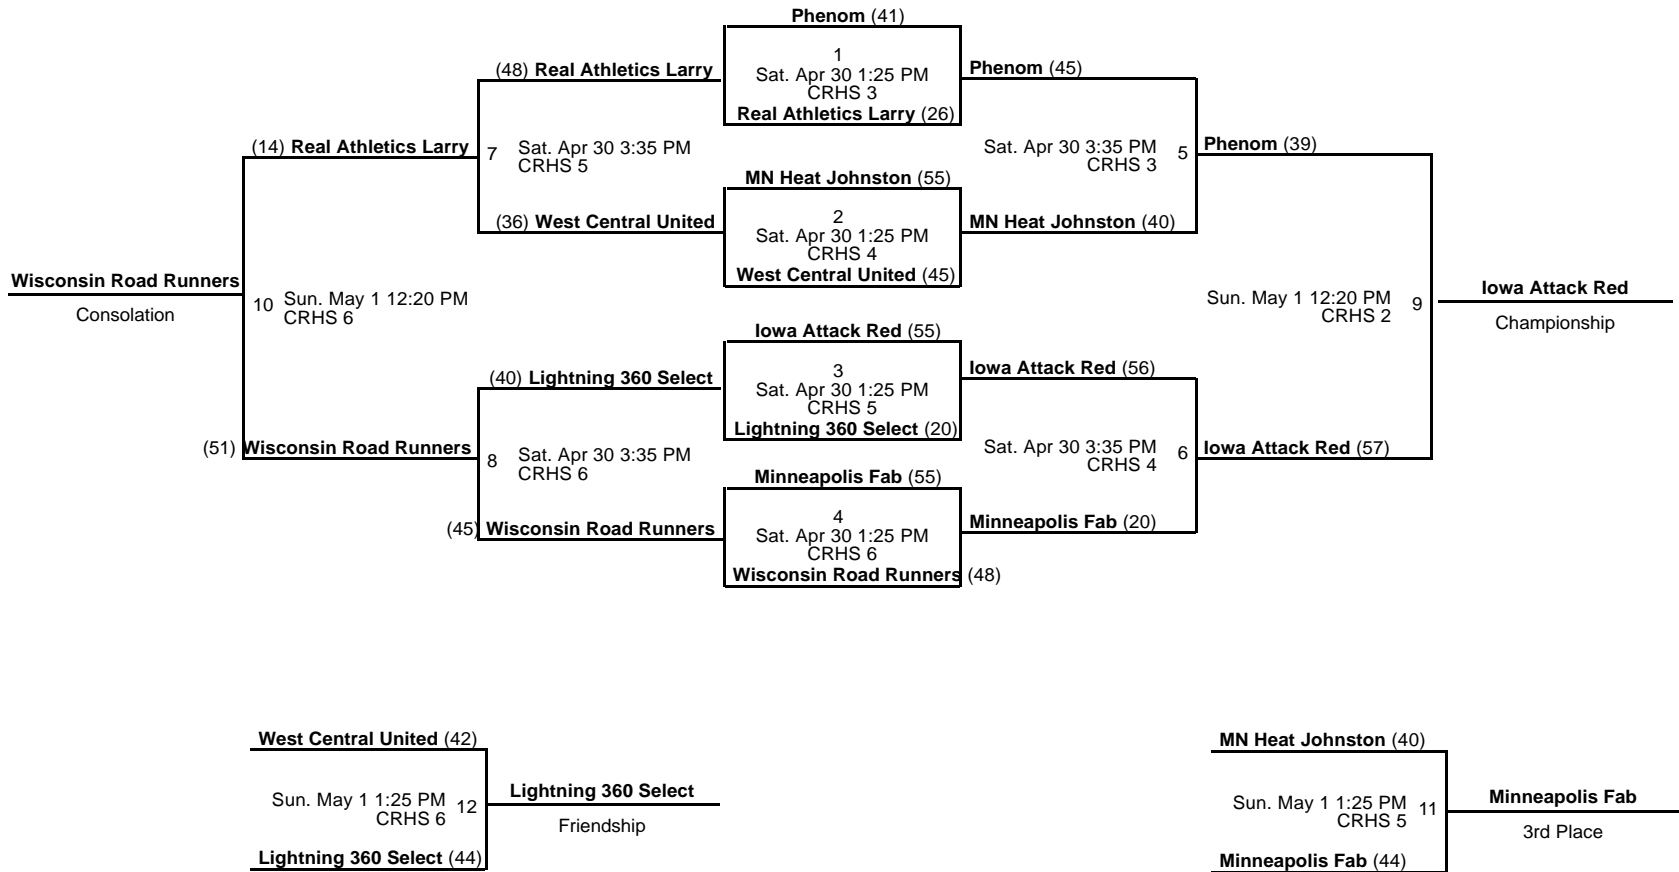 Phenom (41)
1
Sat. Apr 30 1:25 PM
CRHS 3
Real Athletics Larry (26)
(48) Real Athletics Larry
Phenom (45)
(14) Real Athletics Larry
7 Sat. Apr 30 3:35 PM
CRHS 5
Sat. Apr 30 3:35 PM 5
CRHS 3
Phenom (39)
MN Heat Johnston (55)
2
Sat. Apr 30 1:25 PM
CRHS 4
West Central United (45)
(36) West Central United
MN Heat Johnston (40)
Wisconsin Road Runners
Consolation
10 Sun. May 1 12:20 PM
CRHS 6
Sun. May 1 12:20 PM 9
CRHS 2
Iowa Attack Red
Championship
Iowa Attack Red (55)
3
Sat. Apr 30 1:25 PM
CRHS 5
Lightning 360 Select (20)
(40) Lightning 360 Select
Iowa Attack Red (56)
(51) Wisconsin Road Runners
8 Sat. Apr 30 3:35 PM
CRHS 6
Sat. Apr 30 3:35 PM 6
CRHS 4
Iowa Attack Red (57)
Minneapolis Fab (55)
4
Sat. Apr 30 1:25 PM
CRHS 6
Wisconsin Road Runners (48)
(45) Wisconsin Road Runners
Minneapolis Fab (20)
West Central United (42)
Sun. May 1 1:25 PM 12
CRHS 6
Lightning 360 Select (44)
Lightning 360 Select
Friendship
MN Heat Johnston (40)
Sun. May 1 1:25 PM 11
CRHS 5
Minneapolis Fab (44)
Minneapolis Fab
3rd Place